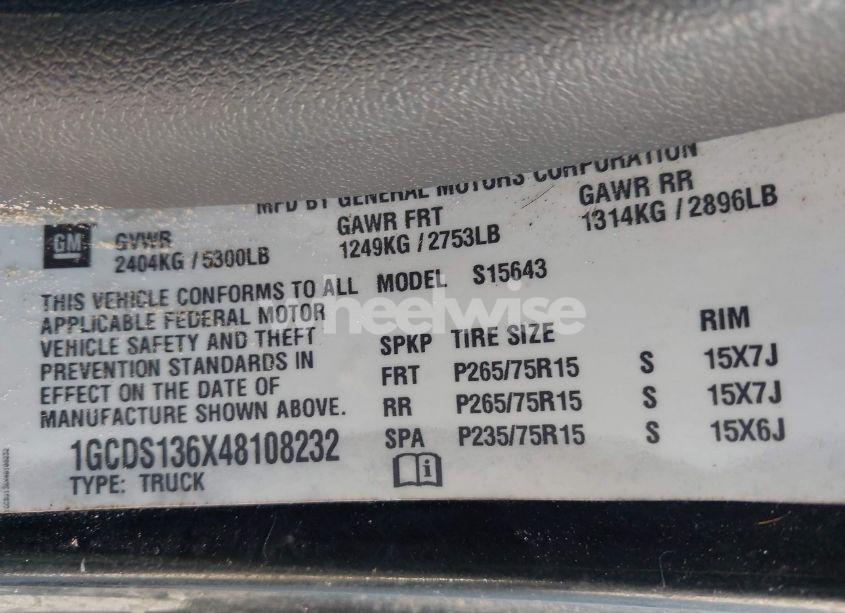 MFD BY GENERAL MOTORS CORPORATION
GM
GVWR
2404KG / 5300LB
GAWR FRT
1249KG / 2753LB
GAWR RR
1314KG / 2896LB
THIS VEHICLE CONFORMS TO ALL
APPLICABLE FEDERAL MOTOR
VEHICLE SAFETY AND THEFT
PREVENTION STANDARDS IN
EFFECT ON THE DATE OF
MANUFACTURE SHOWN ABOVE.
1GCDS136X48108232
TYPE: TRUCK
MODEL S15643
SPKP TIRE SIZE RIM
FRT P265/75R15 S 15X7J
RR P265/75R15 S 15X7J
SPA P235/75R15 S 15X6J
i
wheelwise